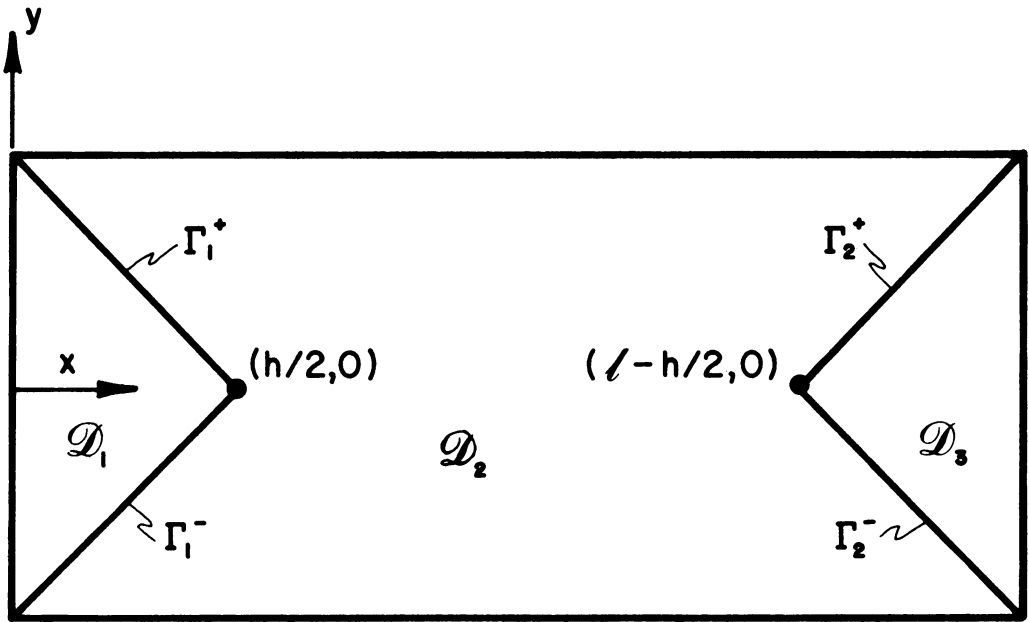 y
Γ₁⁺ Γ₂⁺
x (h/2,0) (ℓ-h/2,0)
𝒟₁ 𝒟₂ 𝒟₃
Γ₁⁻ Γ₂⁻